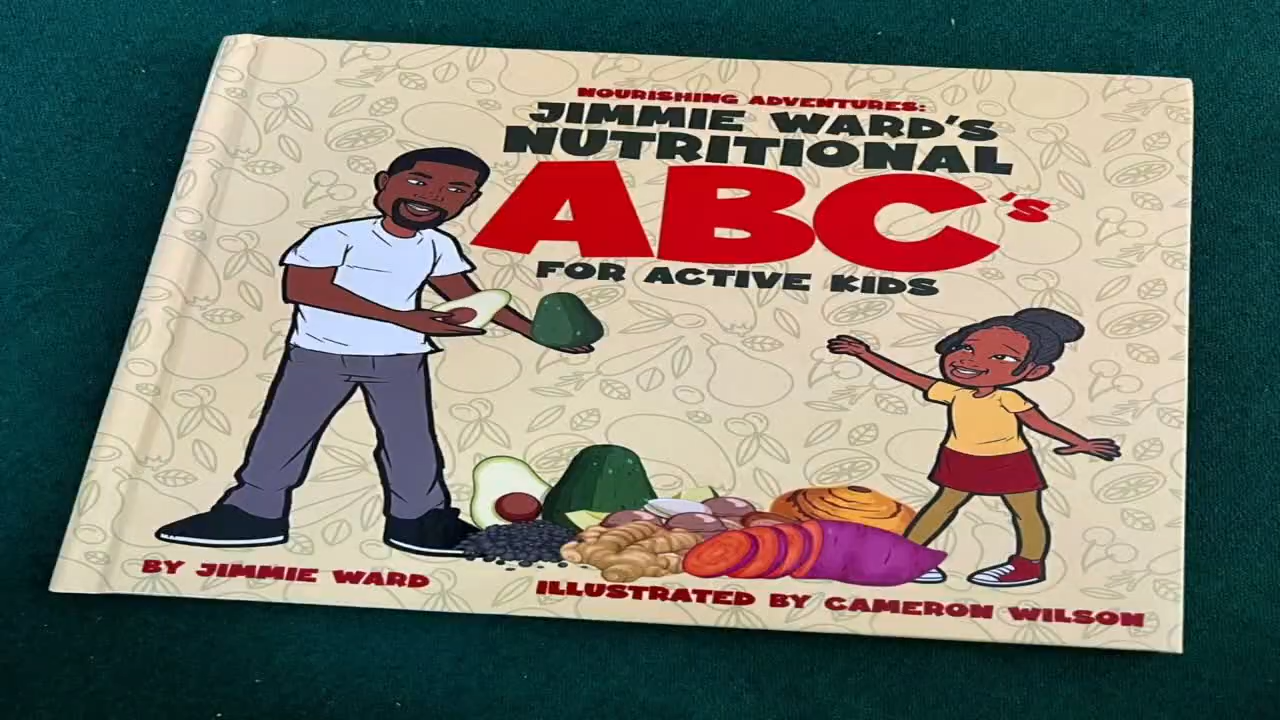 NOURISHING ADVENTURES:
JIMMIE WARD'S
NUTRITIONAL
ABC'S
FOR ACTIVE KIDS
BY JIMMIE WARD
ILLUSTRATED BY CAMERON WILSON